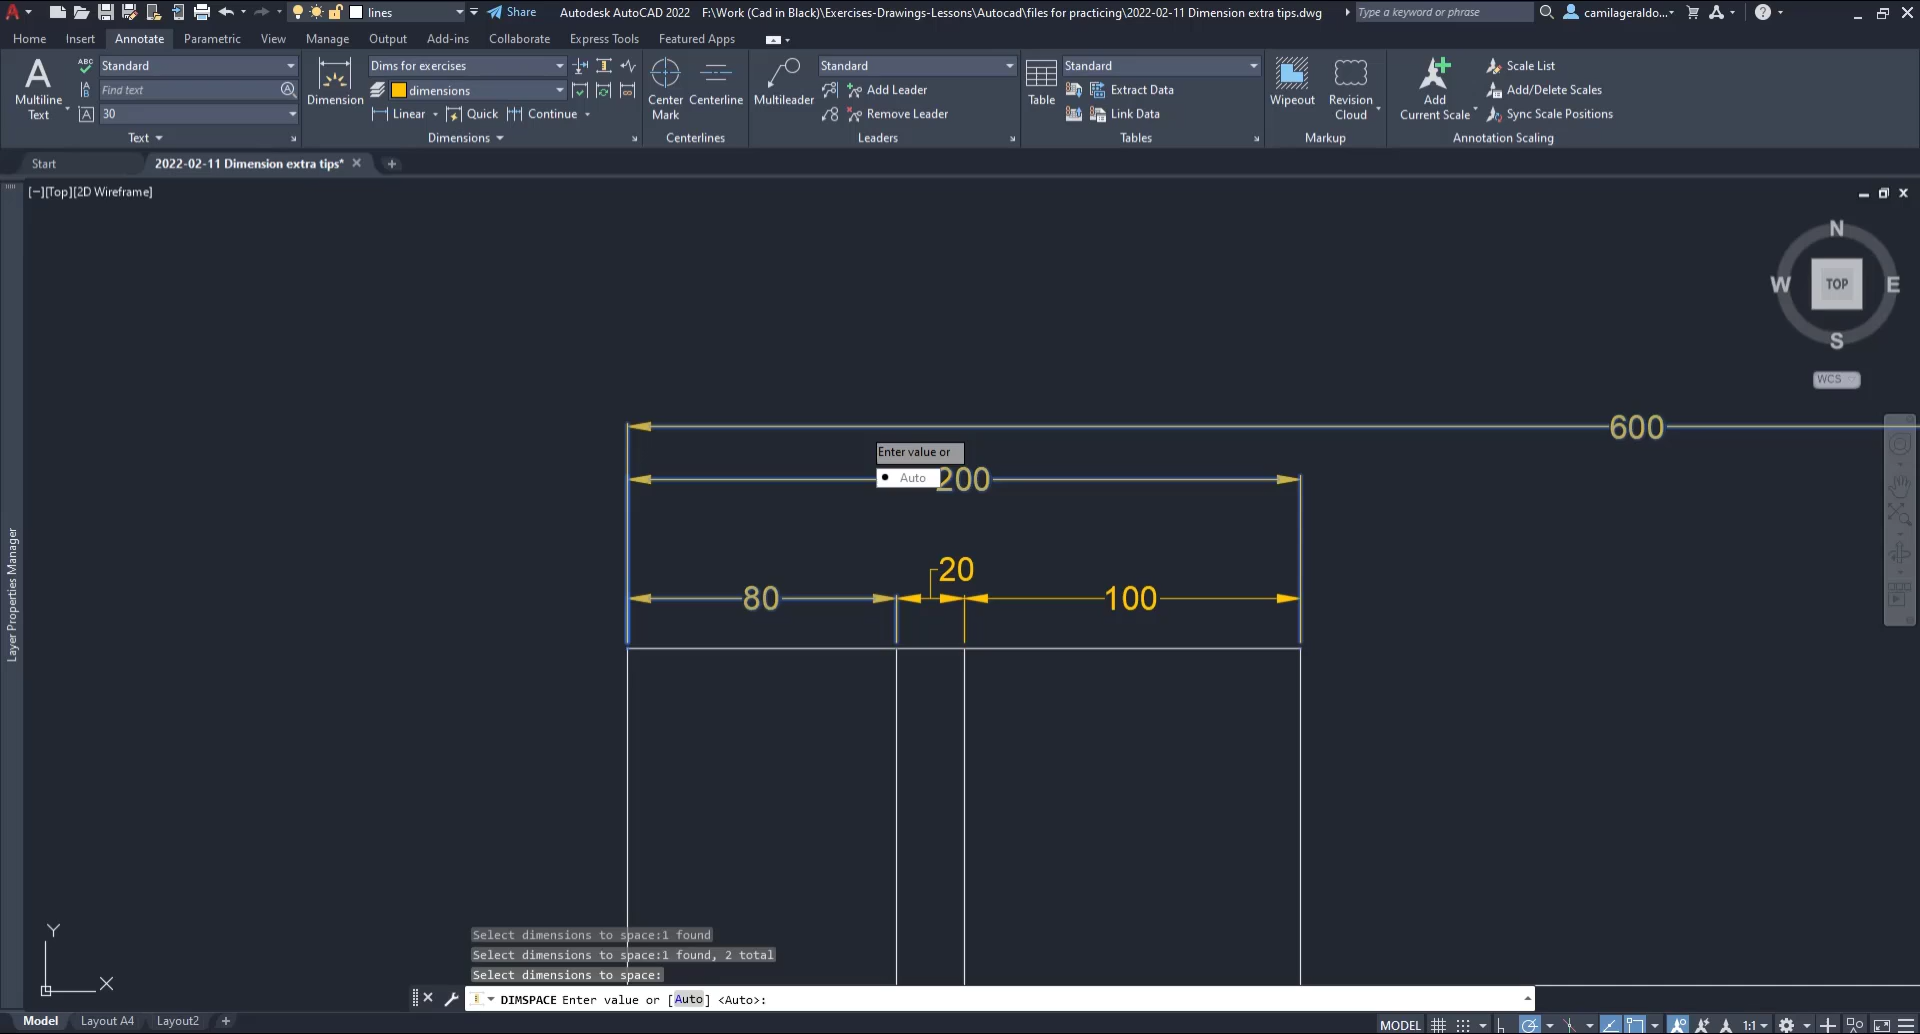 lines
Share
Autodesk AutoCAD 2022 F:\Work (Cad in Black)\Exercises-Drawings-Lessons\Autocad\files for practicing\2022-02-11 Dimension extra tips.dwg
Type a keyword or phrase
camilageraldo...
Home Insert Annotate Parametric View Manage Output Add-ins Collaborate Express Tools Featured Apps
Multiline Text
Standard
Find text
30
Text
Dimension
Dims for exercises
dimensions
Linear Quick Continue
Dimensions
Center Mark
Centerline
Centerlines
Multileader
Standard
Add Leader
Remove Leader
Leaders
Table
Standard
Extract Data
Link Data
Tables
Wipeout
Revision Cloud
Markup
Add Current Scale
Scale List
Add/Delete Scales
Sync Scale Positions
Annotation Scaling
Start
2022-02-11 Dimension extra tips*
[−][Top][2D Wireframe]
N
W TOP E
S
WCS
600
Enter value or
Auto
200
20
80
100
Layer Properties Manager
Y
X
Select dimensions to space:1 found
Select dimensions to space:1 found, 2 total
Select dimensions to space:
DIMSPACE Enter value or [Auto] <Auto>:
Model Layout A4 Layout2
MODEL
1:1